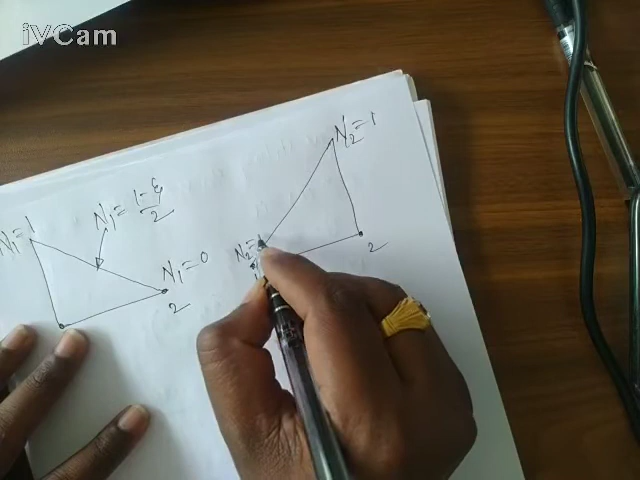 iVCam
N₂=1
N₁ = (1-ξ)/2
N₁=1
N₁=0
N₂=
2
2